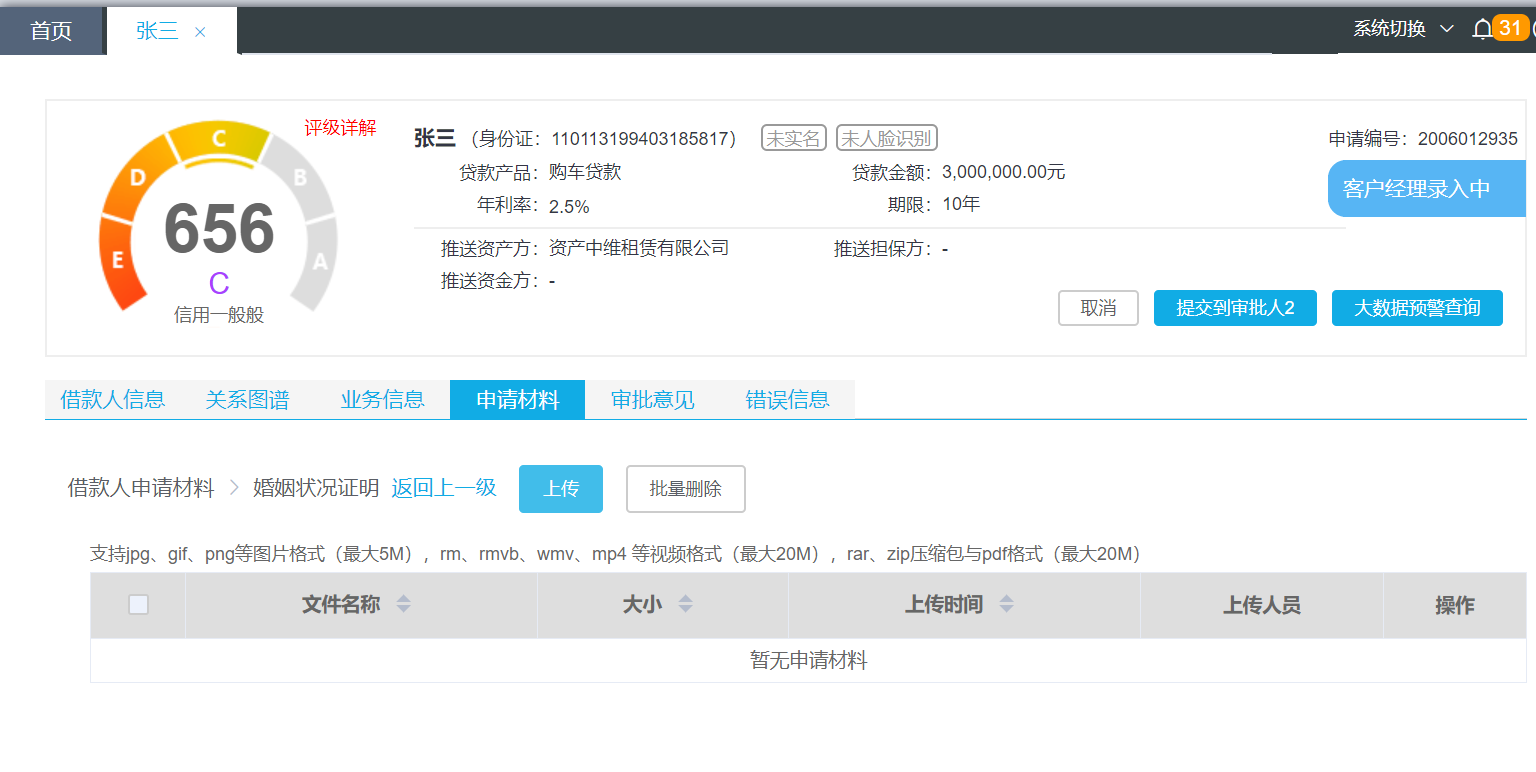 首页 张三 × 系统切换 31
评级详解
C
B
D
A
E
656
C
信用一般般
张三 (身份证：110113199403185817) 未实名 未人脸识别 申请编号：2006012935
贷款产品：购车贷款 贷款金额：3,000,000.00元 客户经理录入中
年利率：2.5% 期限：10年
推送资产方：资产中维租赁有限公司 推送担保方：-
推送资金方：-
取消 提交到审批人2 大数据预警查询
借款人信息 关系图谱 业务信息 申请材料 审批意见 错误信息
借款人申请材料 > 婚姻状况证明 返回上一级 上传 批量删除
支持jpg、gif、png等图片格式（最大5M），rm、rmvb、wmv、mp4 等视频格式（最大20M），rar、zip压缩包与pdf格式（最大20M）
文件名称 大小 上传时间 上传人员 操作
暂无申请材料